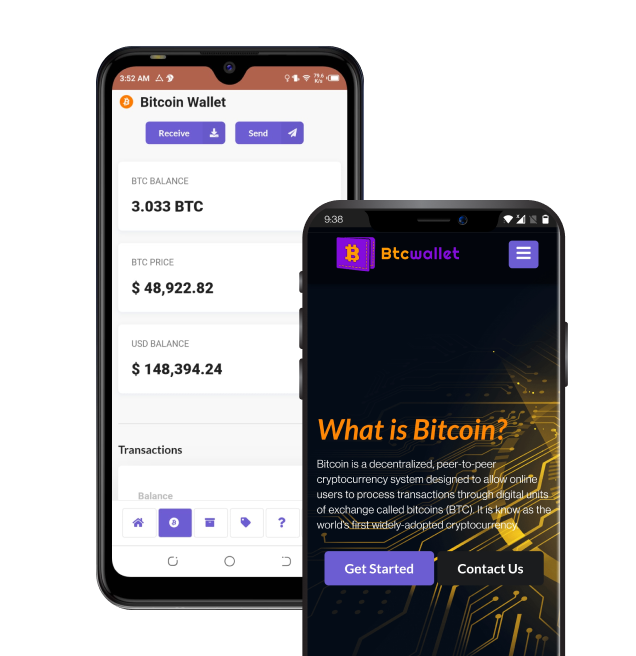 3:52 AM
79.6
K/s
Bitcoin Wallet
Receive
Send
BTC BALANCE
3.033 BTC
BTC PRICE
$ 48,922.82
USD BALANCE
$ 148,394.24
Transactions
Balance
?
9:38
Btcwallet
What is Bitcoin?
Bitcoin is a decentralized, peer-to-peer
cryptocurrency system designed to allow online
users to process transactions through digital units
of exchange called bitcoins (BTC). It is know as the
world's first widely-adopted cryptocurrency.
Get Started
Contact Us